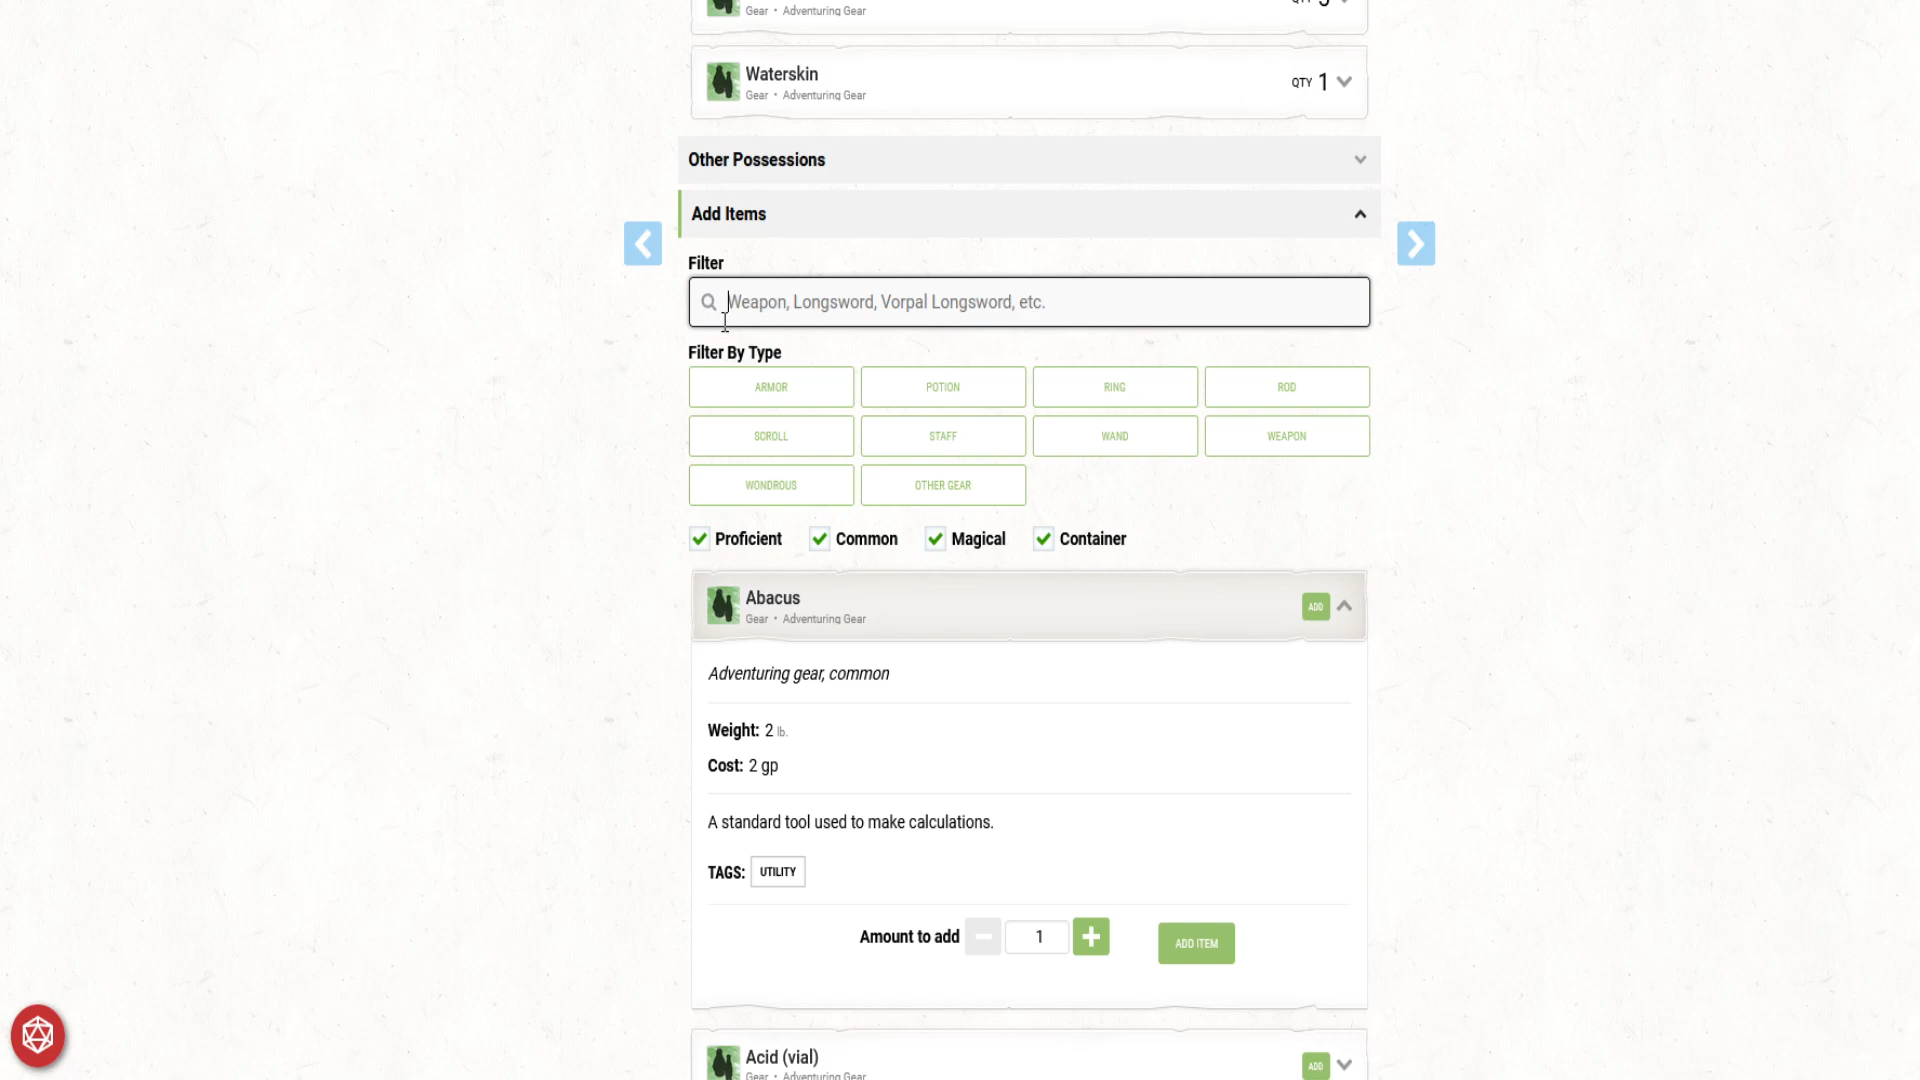 Gear • Adventuring Gear
QTY 5
Waterskin
Gear • Adventuring Gear
QTY 1
Other Possessions
Add Items
Filter
Weapon, Longsword, Vorpal Longsword, etc.
Filter By Type
ARMOR POTION RING ROD
SCROLL STAFF WAND WEAPON
WONDROUS OTHER GEAR
Proficient Common Magical Container
Abacus
Gear • Adventuring Gear
ADD
Adventuring gear, common
Weight: 2 lb.
Cost: 2 gp
A standard tool used to make calculations.
TAGS: UTILITY
Amount to add 1 ADD ITEM
Acid (vial)
Gear • Adventuring Gear
ADD